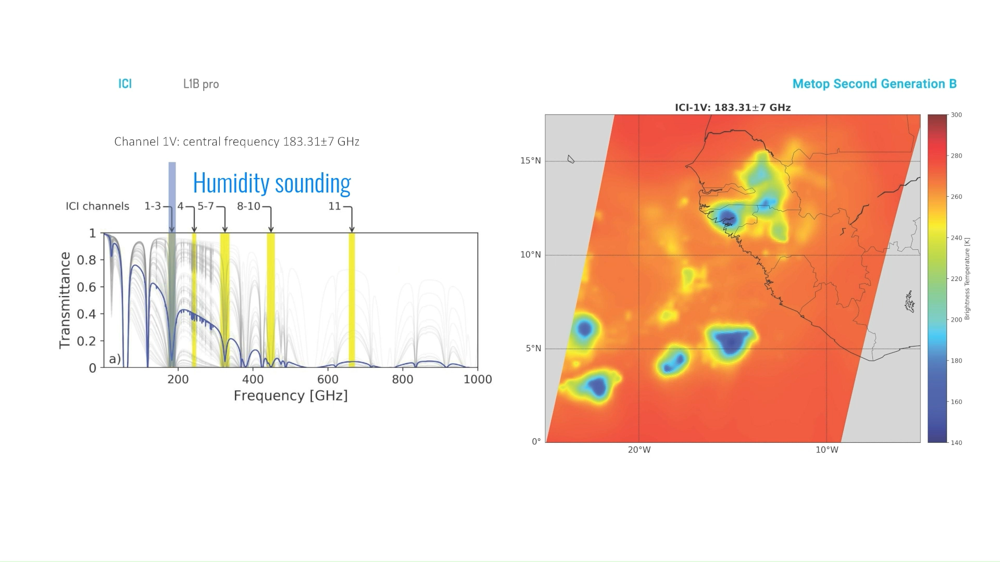 ICI
L1B pro
Metop Second Generation B
Channel 1V: central frequency 183.31±7 GHz
Humidity sounding
ICI channels 1-3 4 5-7 8-10 11
Transmittance
1
0.8
0.6
0.4
0.2
0
a)
200 400 600 800 1000
Frequency [GHz]
ICI-1V: 183.31±7 GHz
15°N
10°N
5°N
0°
20°W 10°W
300
280
260
240
220
200
180
160
140
Brightness Temperature [K]